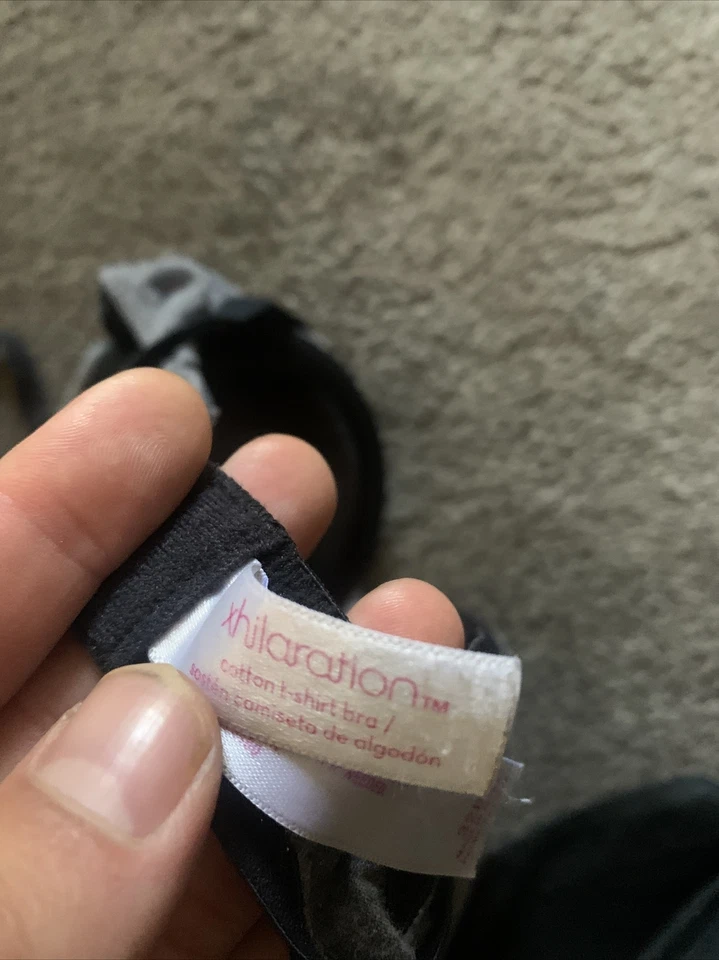 xhilaration™
cotton t-shirt bra /
sostén camiseta de algodón